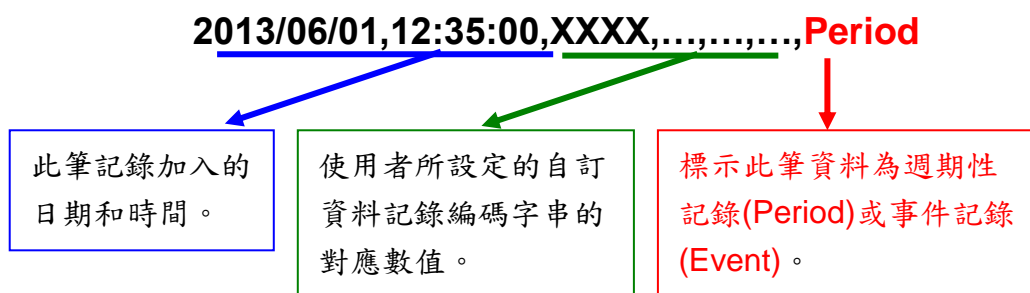 2013/06/01,12:35:00,XXXX,…,…,…,Period
此筆記錄加入的
日期和時間。
使用者所設定的自訂
資料記錄編碼字串的
對應數值。
標示此筆資料為週期性
記錄(Period)或事件記錄
(Event)。